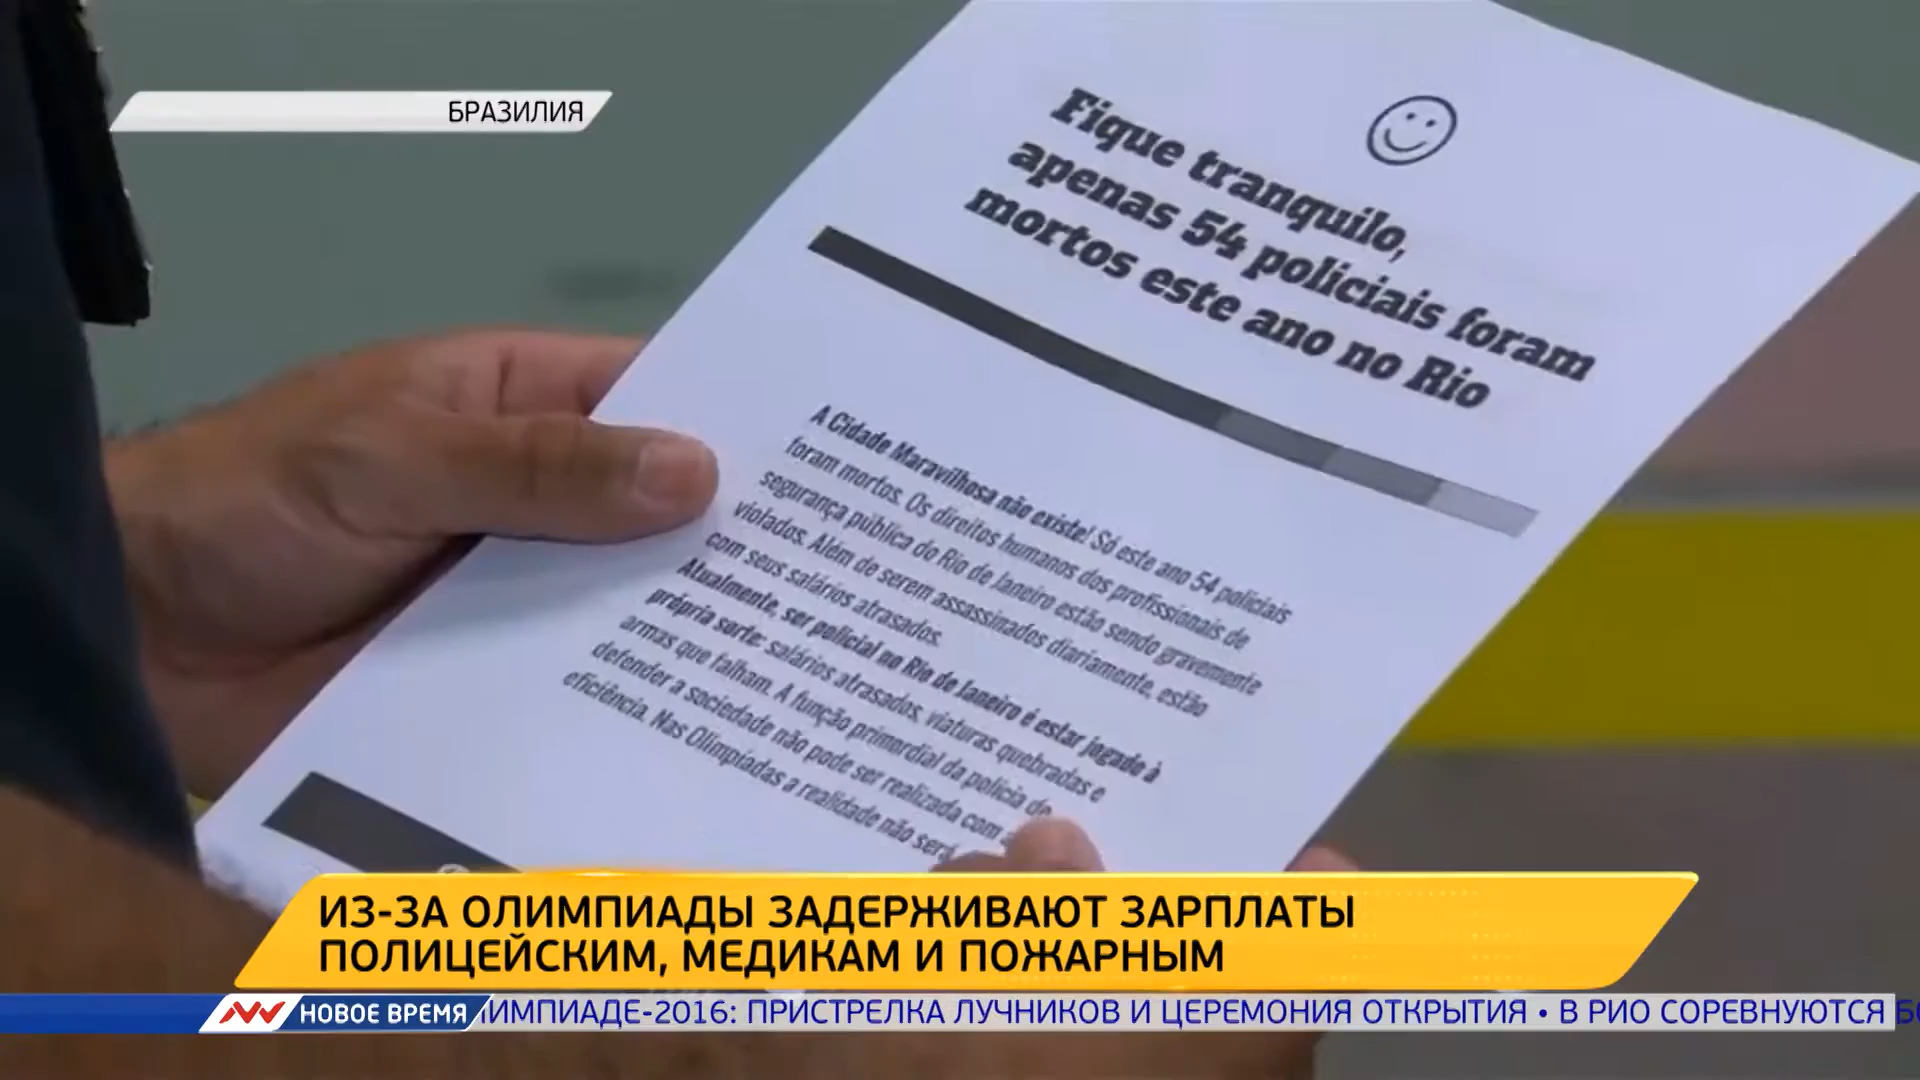 БРАЗИЛИЯ
Fique tranquilo,
apenas 54 policiais foram
mortos este ano no Rio
A Cidade Maravilhosa não existe! Só este ano 54 policiais
foram mortos. Os direitos humanos dos profissionais de
segurança pública do Rio de Janeiro estão sendo gravemente
violados. Além de serem assassinados diariamente, estão
com seus salários atrasados.
Atualmente, ser policial no Rio de Janeiro é estar jogado à
própria sorte: salários atrasados, viaturas quebradas e
armas que falham. A função primordial da polícia de
defender a sociedade não pode ser realizada com
eficiência. Nas Olimpíadas a realidade não será
ИЗ-ЗА ОЛИМПИАДЫ ЗАДЕРЖИВАЮТ ЗАРПЛАТЫ
ПОЛИЦЕЙСКИМ, МЕДИКАМ И ПОЖАРНЫМ
НОВОЕ ВРЕМЯ ЛИМПИАДЕ-2016: ПРИСТРЕЛКА ЛУЧНИКОВ И ЦЕРЕМОНИЯ ОТКРЫТИЯ • В РИО СОРЕВНУЮТСЯ